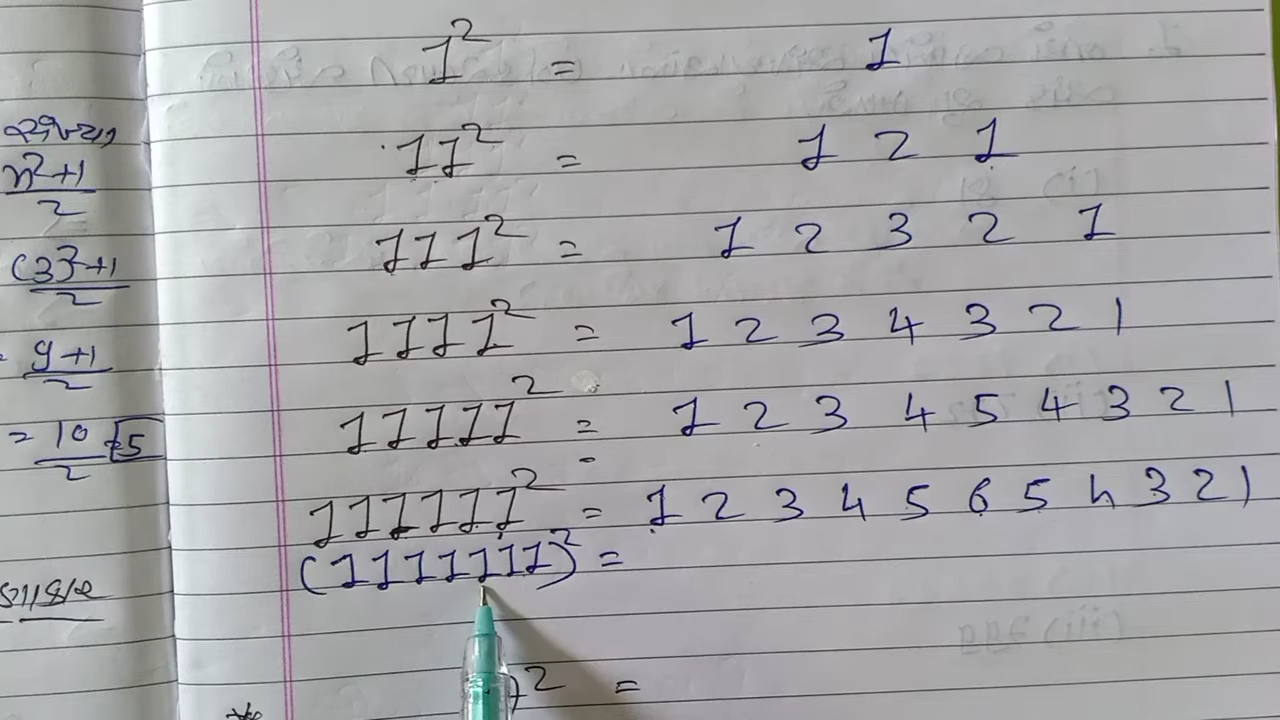 n²+1
2
(3)²+1
2
9+1
2
= 10 =5
2
1² = 1
11² = 1 2 1
111² = 1 2 3 2 1
1111² = 1 2 3 4 3 2 1
11111² = 1 2 3 4 5 4 3 2 1
111111² = 1 2 3 4 5 6 5 4 3 2 1
(1111111)² =
)² =